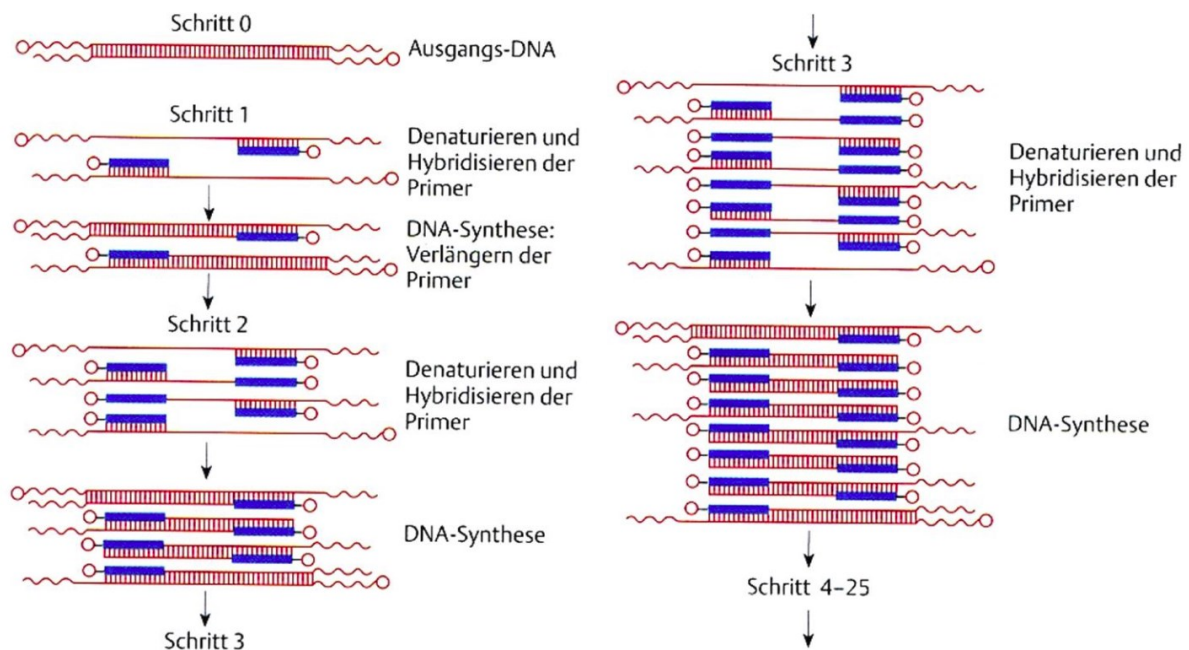 Schritt 0
Ausgangs-DNA
Schritt 1
Denaturieren und
Hybridisieren der
Primer
DNA-Synthese:
Verlängern der
Primer
Schritt 2
Denaturieren und
Hybridisieren der
Primer
DNA-Synthese
Schritt 3
Schritt 3
Denaturieren und
Hybridisieren der
Primer
DNA-Synthese
Schritt 4–25